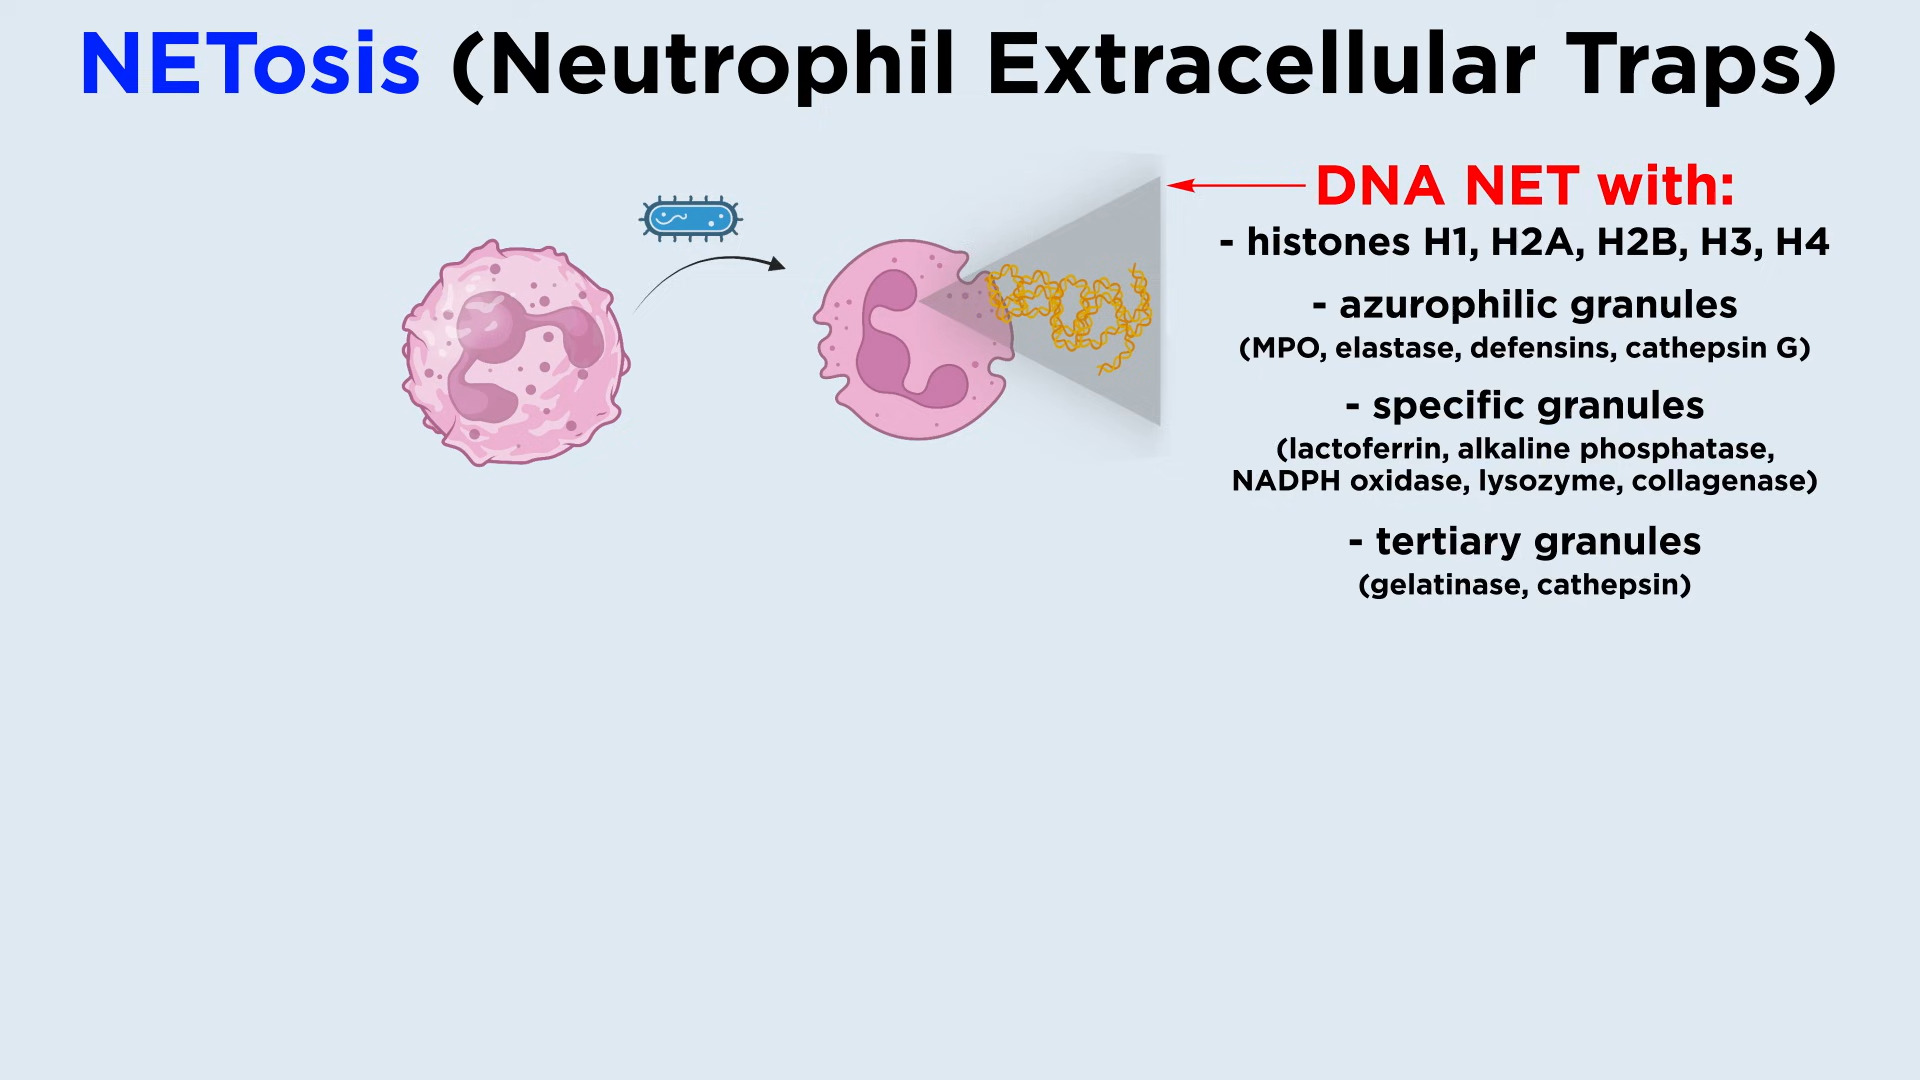 NETosis (Neutrophil Extracellular Traps)
DNA NET with:
- histones H1, H2A, H2B, H3, H4
- azurophilic granules
(MPO, elastase, defensins, cathepsin G)
- specific granules
(lactoferrin, alkaline phosphatase,
NADPH oxidase, lysozyme, collagenase)
- tertiary granules
(gelatinase, cathepsin)